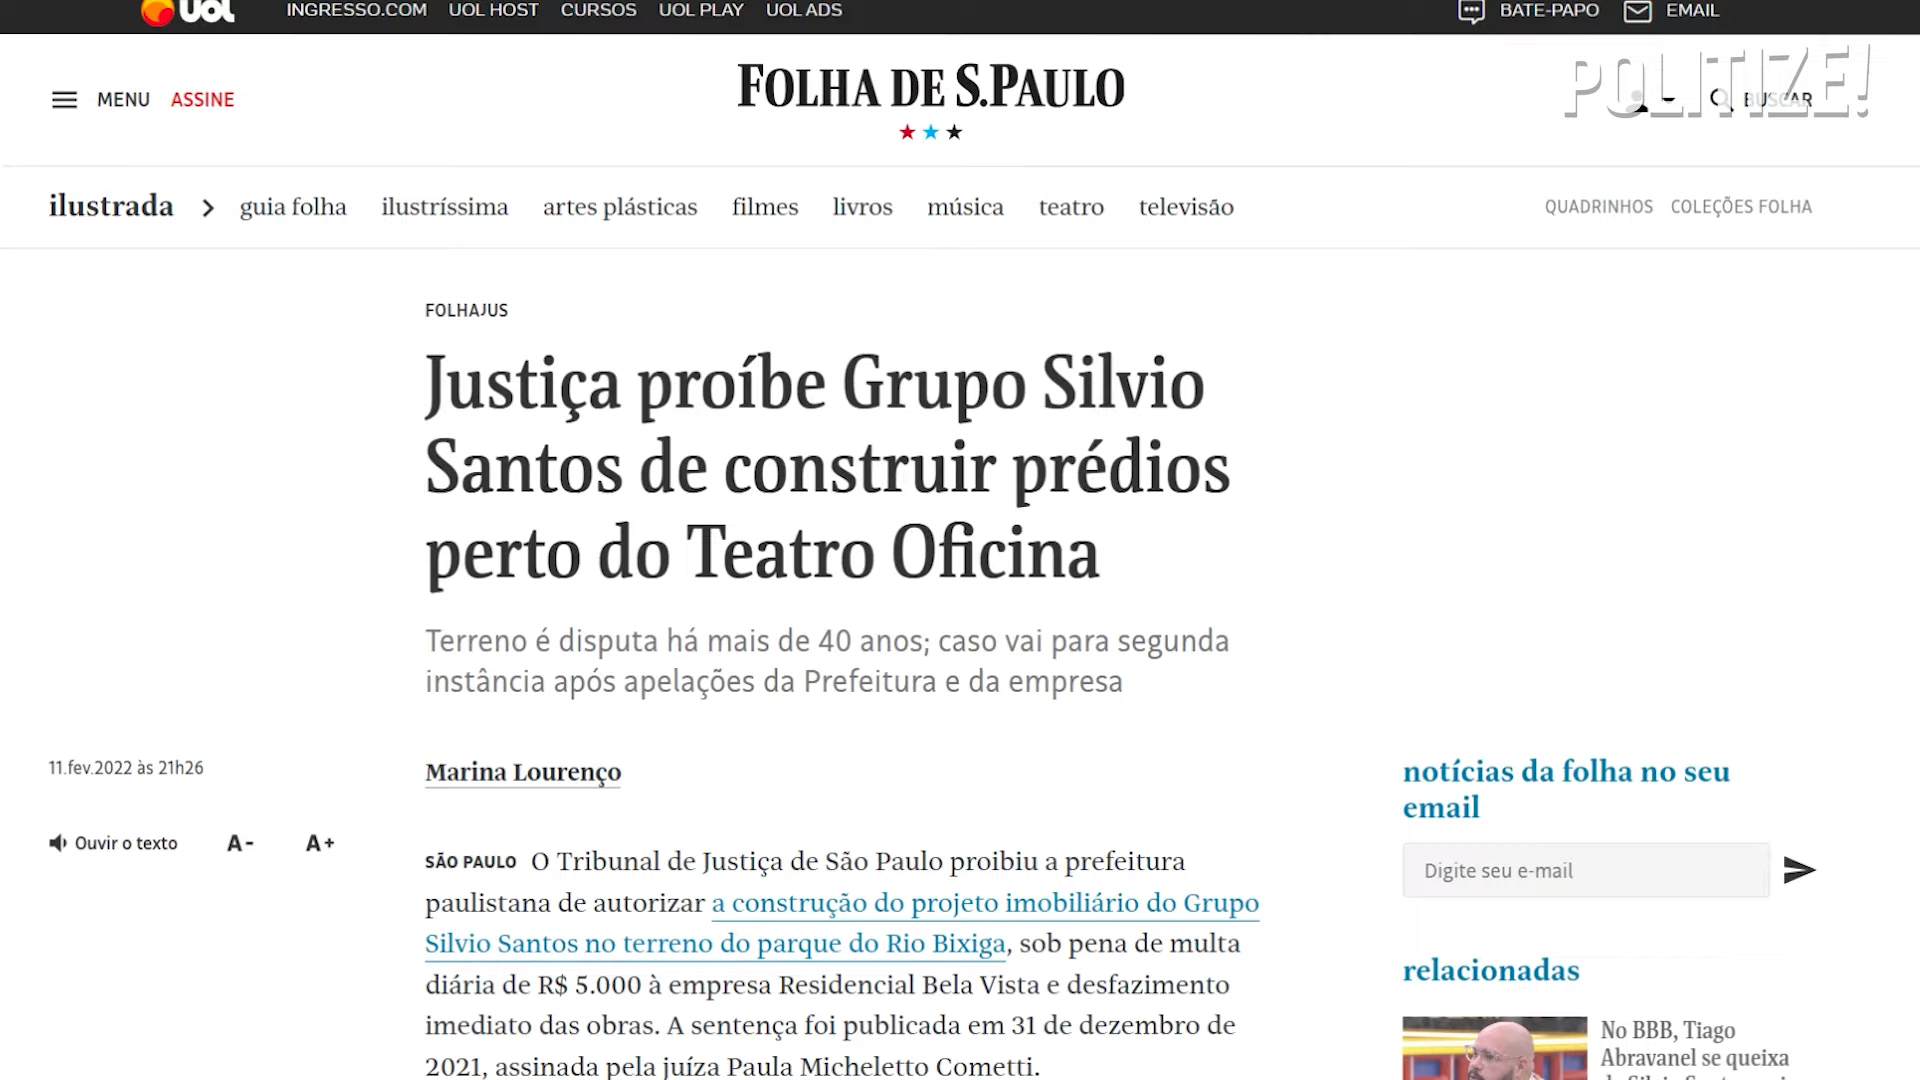 UOL INGRESSO.COM UOL HOST CURSOS UOL PLAY UOL ADS BATE-PAPO EMAIL
POLITIZE!
MENU ASSINE FOLHA DE S.PAULO BUSCAR
ilustrada guia folha ilustríssima artes plásticas filmes livros música teatro televisão QUADRINHOS COLEÇÕES FOLHA
FOLHAJUS
Justiça proíbe Grupo Silvio
Santos de construir prédios
perto do Teatro Oficina
Terreno é disputa há mais de 40 anos; caso vai para segunda
instância após apelações da Prefeitura e da empresa
11.fev.2022 às 21h26
Ouvir o texto A- A+
Marina Lourenço
SÃO PAULO O Tribunal de Justiça de São Paulo proibiu a prefeitura
paulistana de autorizar a construção do projeto imobiliário do Grupo
Silvio Santos no terreno do parque do Rio Bixiga, sob pena de multa
diária de R$ 5.000 à empresa Residencial Bela Vista e desfazimento
imediato das obras. A sentença foi publicada em 31 de dezembro de
2021, assinada pela juíza Paula Micheletto Cometti.
notícias da folha no seu
email
Digite seu e-mail
relacionadas
No BBB, Tiago
Abravanel se queixa